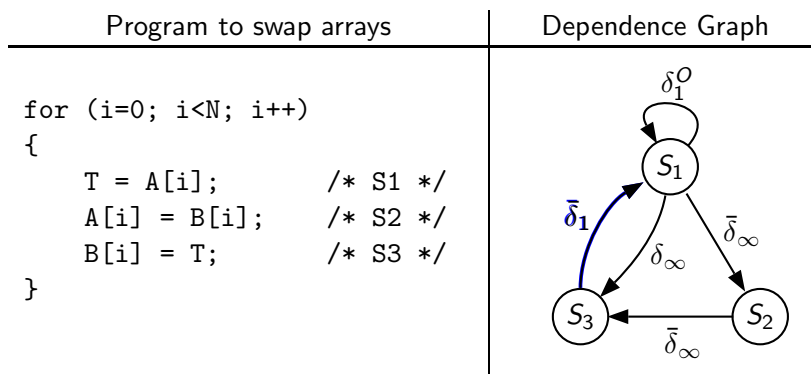 Program to swap arrays
Dependence Graph
for (i=0; i<N; i++)
{
T = A[i]; /* S1 */
A[i] = B[i]; /* S2 */
B[i] = T; /* S3 */
}
δ₁ᴼ
S₁
δ̄₁
δ∞
δ̄∞
S₃
S₂
δ̄∞